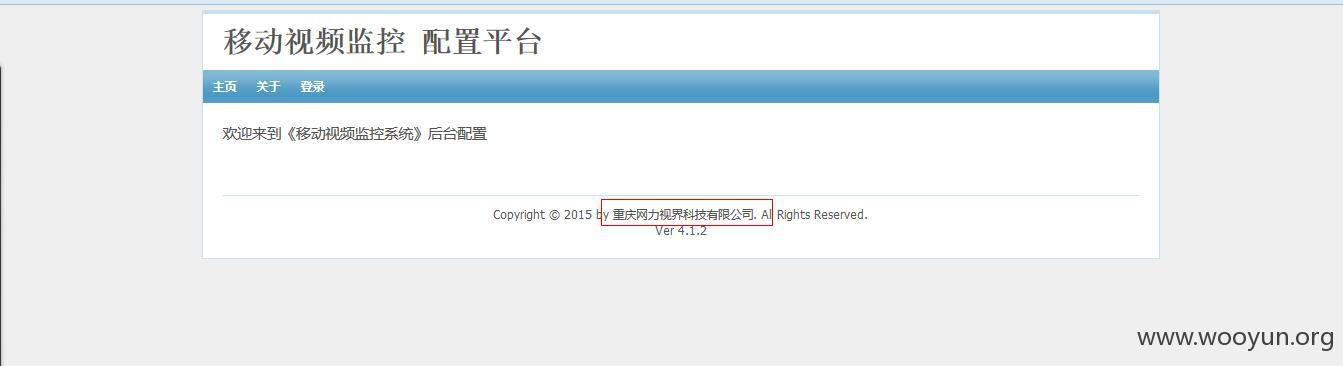 移动视频监控 配置平台
主页 关于 登录
欢迎来到《移动视频监控系统》后台配置
Copyright © 2015 by 重庆网力视界科技有限公司. All Rights Reserved.
Ver 4.1.2
www.wooyun.org